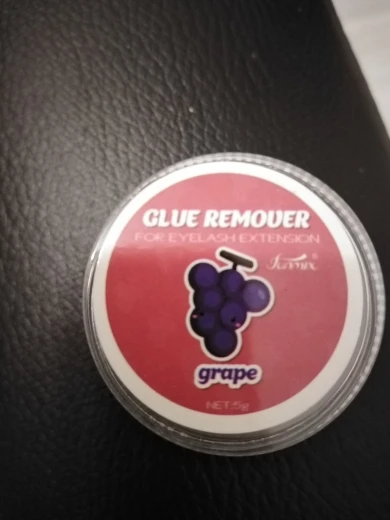 GLUE REMOVER
FOR EYELASH EXTENSION
grape
NET:5g